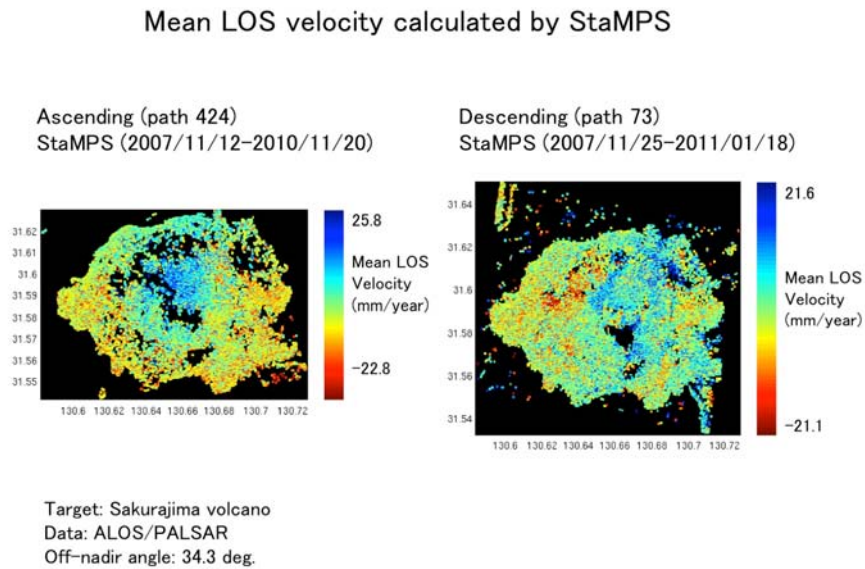 Mean LOS velocity calculated by StaMPS
Ascending (path 424)
StaMPS (2007/11/12-2010/11/20)
31.62
31.61
31.6
31.59
31.58
31.57
31.56
31.55
130.6 130.62 130.64 130.66 130.68 130.7 130.72
25.8
Mean LOS
Velocity
(mm/year)
-22.8
Descending (path 73)
StaMPS (2007/11/25-2011/01/18)
31.64
31.62
31.6
31.58
31.56
31.54
130.6 130.62 130.64 130.66 130.68 130.7 130.72
21.6
Mean LOS
Velocity
(mm/year)
-21.1
Target: Sakurajima volcano
Data: ALOS/PALSAR
Off-nadir angle: 34.3 deg.